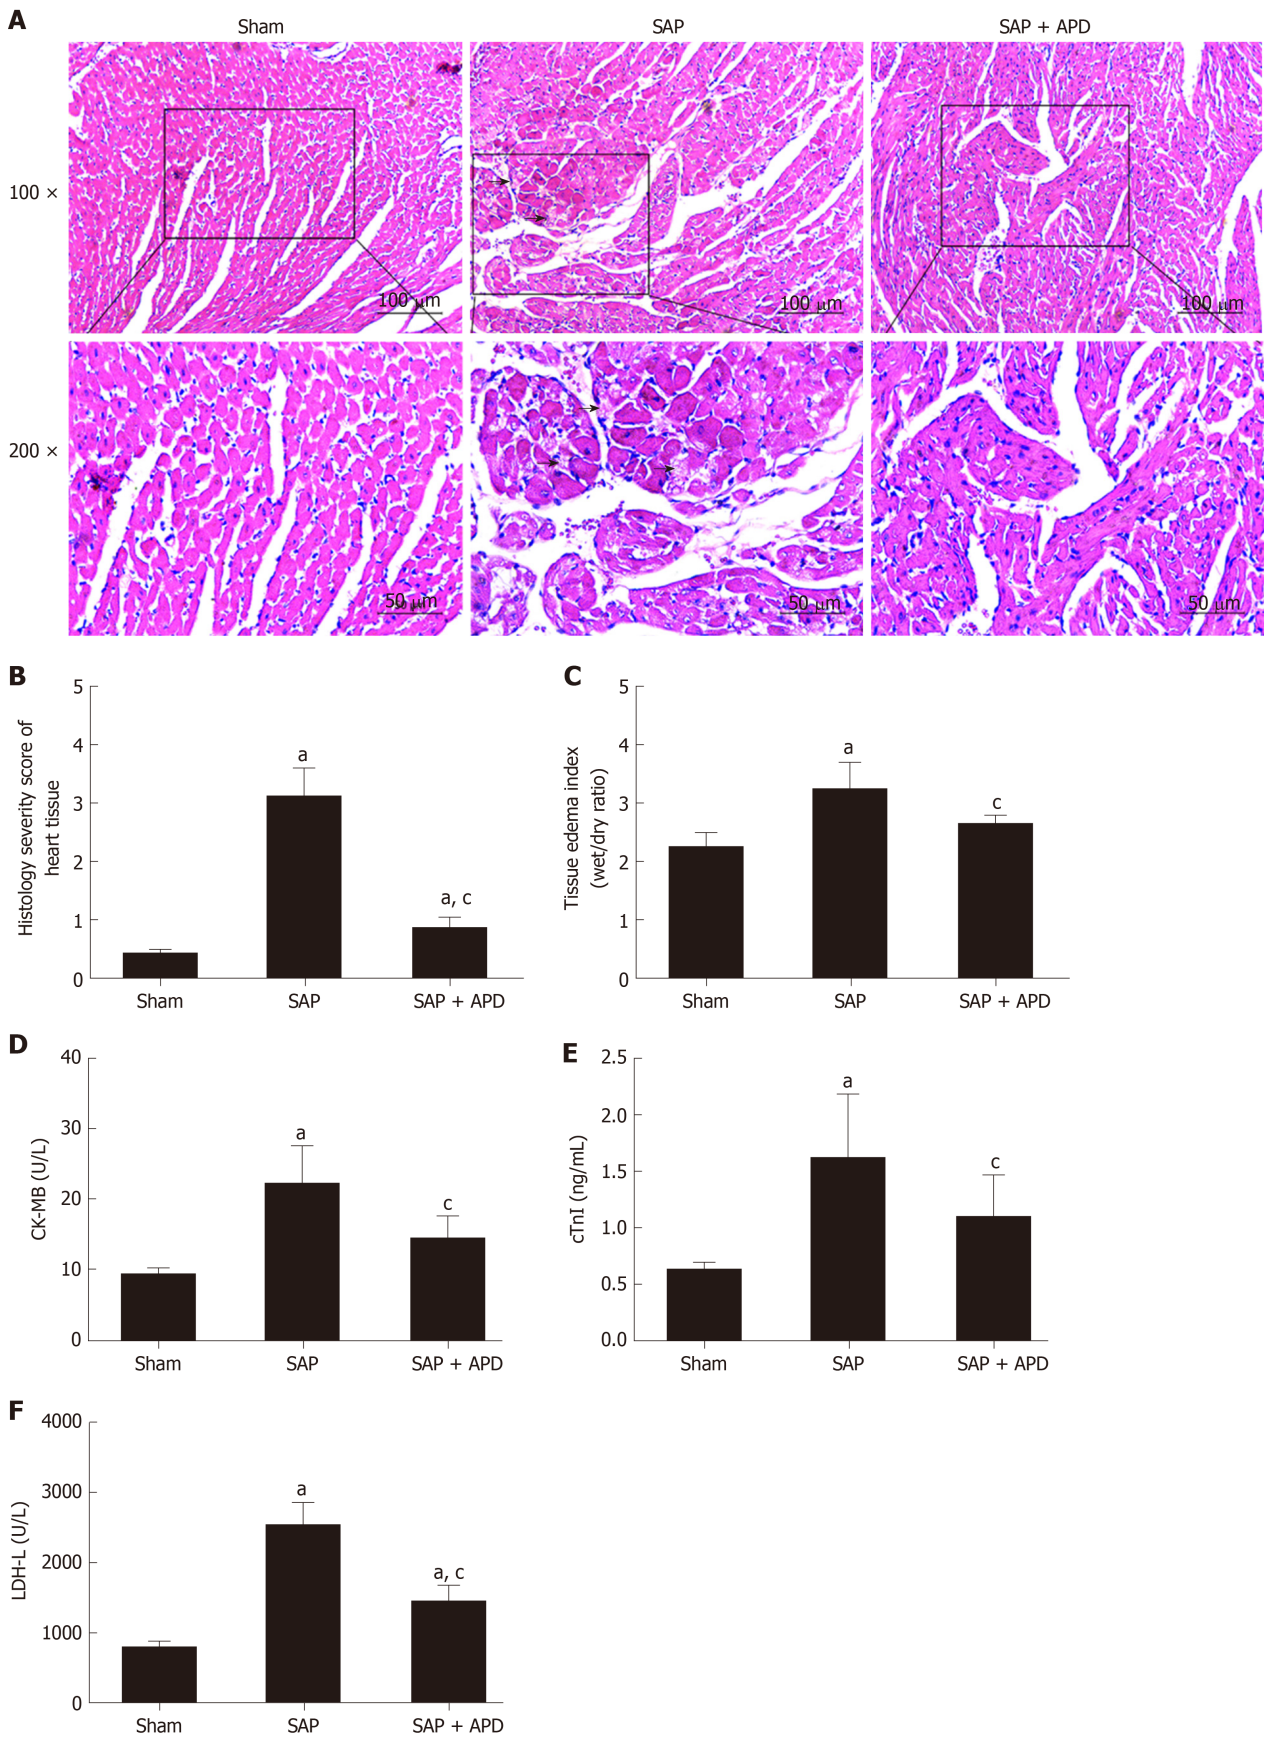 A
Sham
SAP
SAP + APD
100 ×
100 μm
100 μm
100 μm
200 ×
50 μm
50 μm
50 μm
B
Histology severity score of
heart tissue
5
4
3
2
1
0
a
a, c
Sham
SAP
SAP + APD
C
Tissue edema index
(wet/dry ratio)
5
4
3
2
1
0
a
c
Sham
SAP
SAP + APD
D
CK-MB (U/L)
40
30
20
10
0
a
c
Sham
SAP
SAP + APD
E
cTnI (ng/mL)
2.5
2.0
1.5
1.0
0.5
0.0
a
c
Sham
SAP
SAP + APD
F
LDH-L (U/L)
4000
3000
2000
1000
0
a
a, c
Sham
SAP
SAP + APD